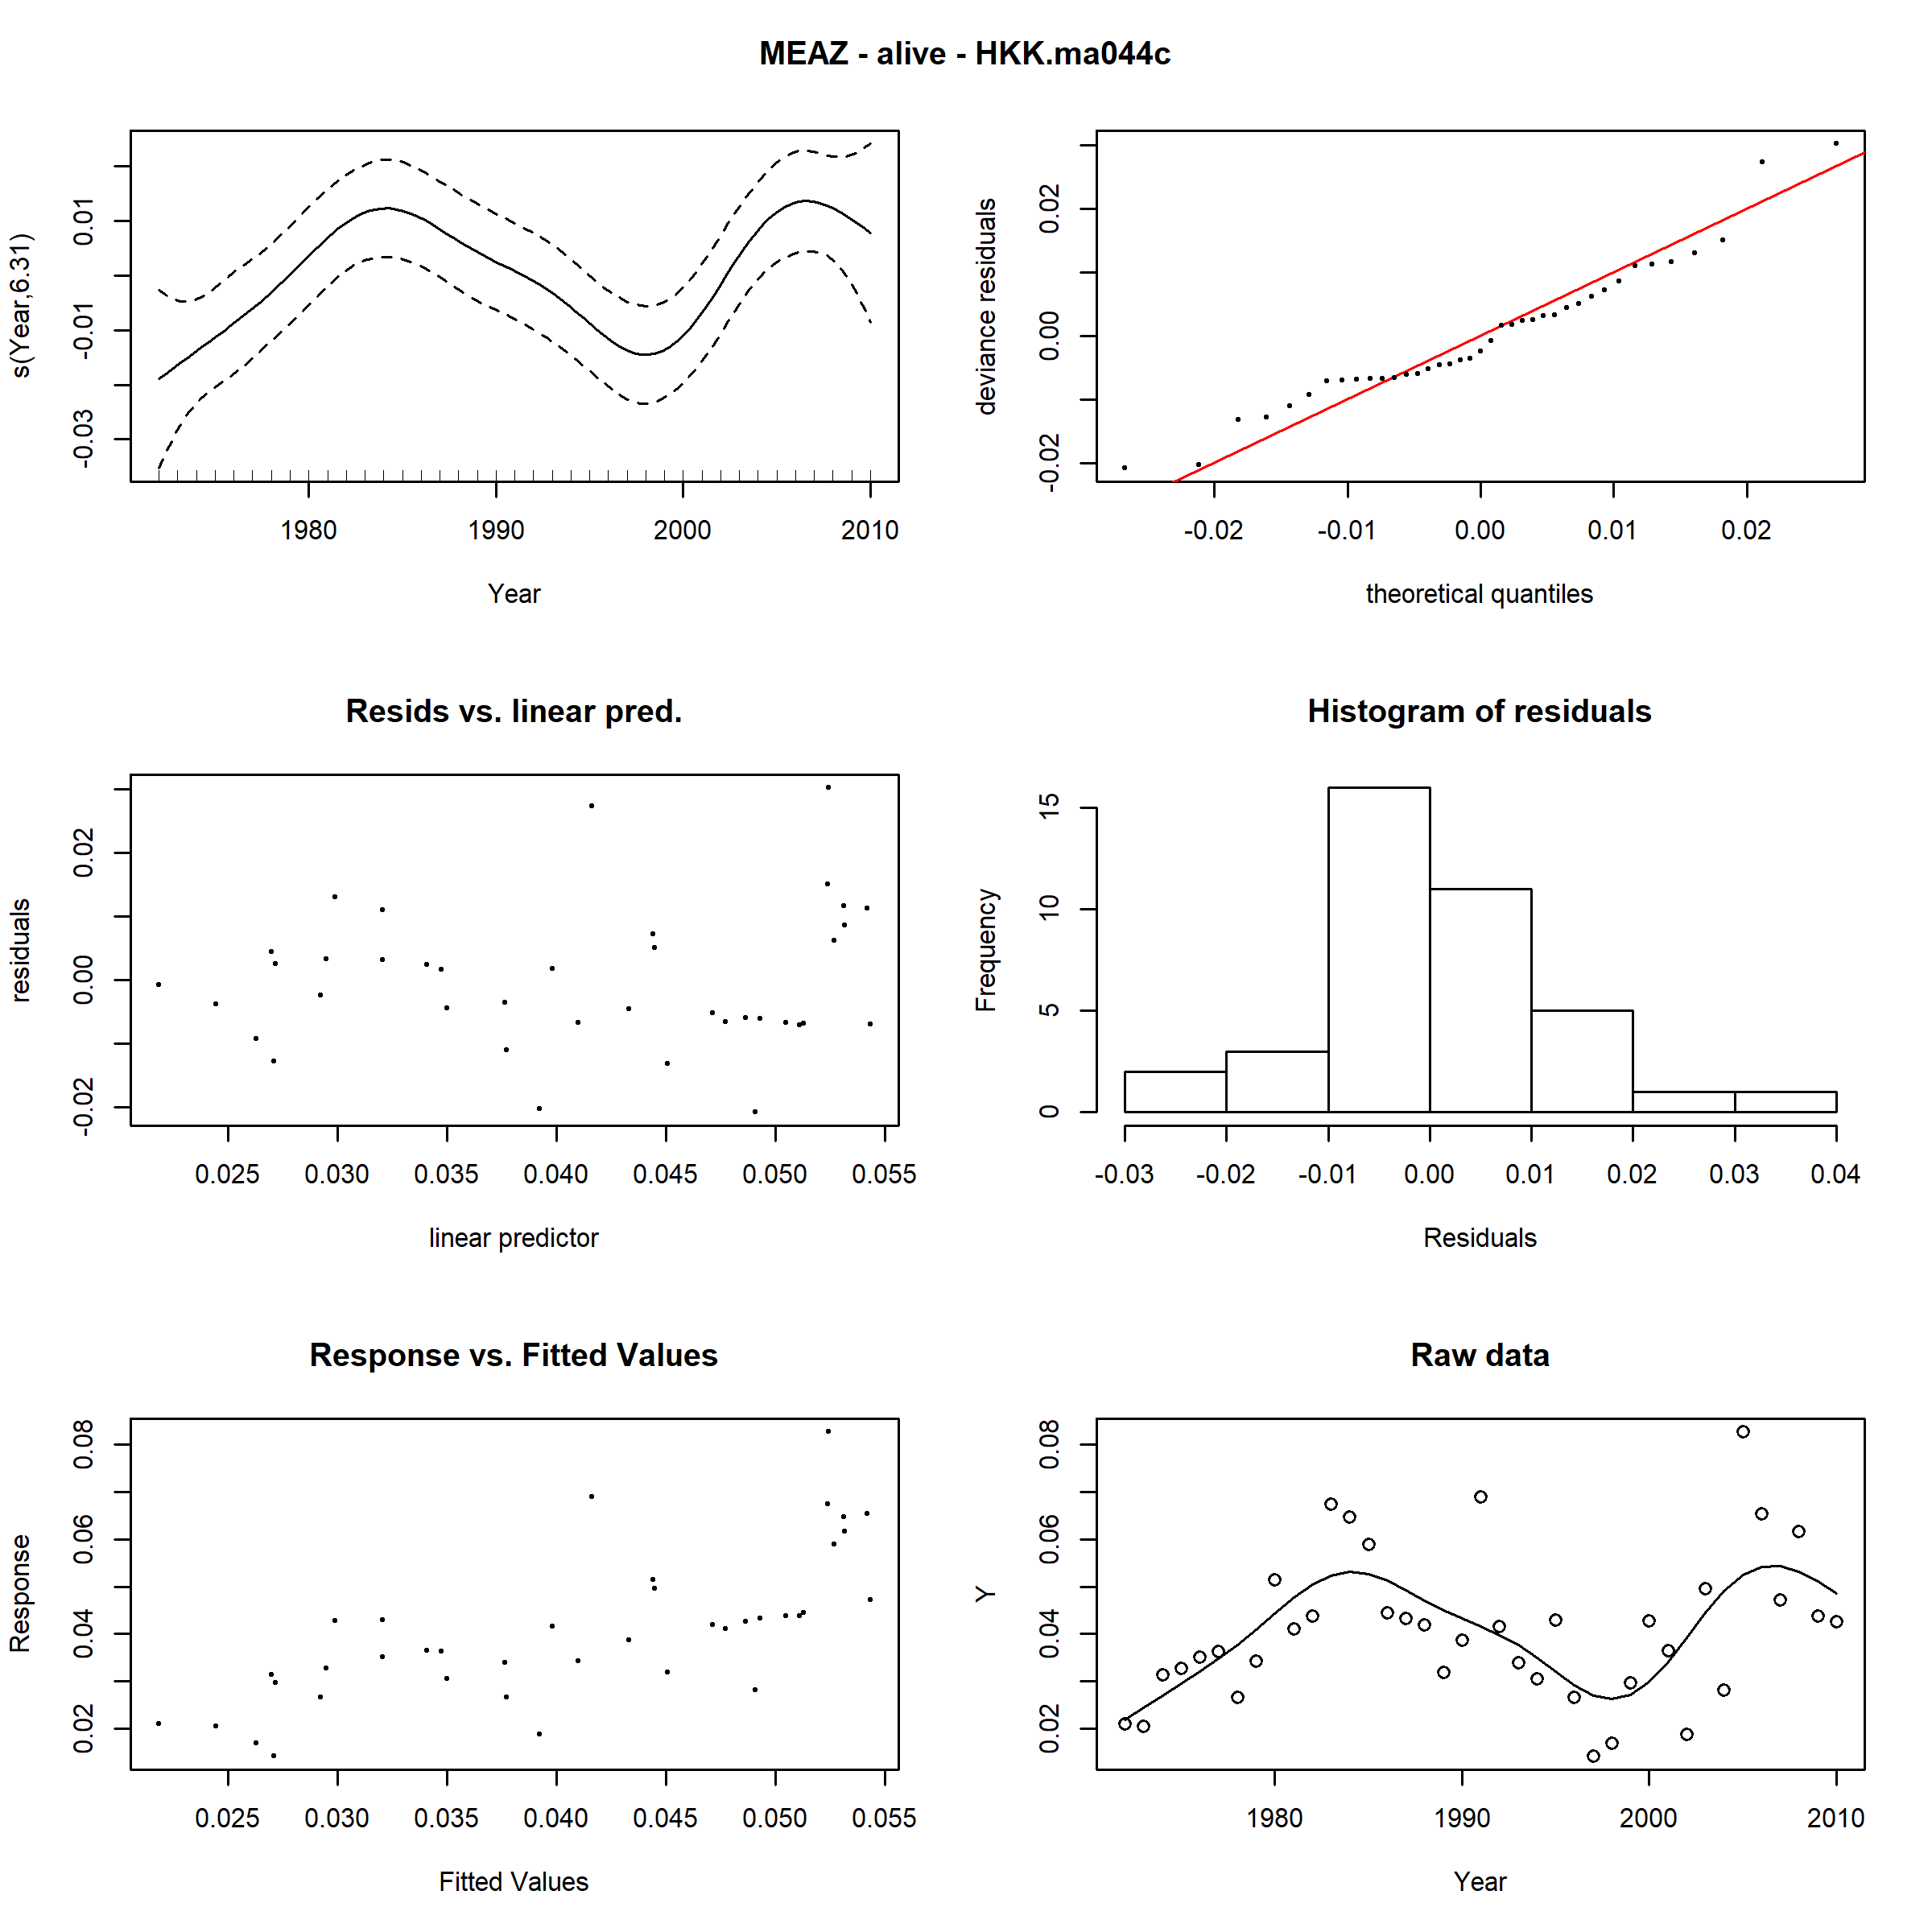 MEAZ - alive - HKK.ma044c
s(Year,6.31)
-0.03 -0.01 0.01
1980 1990 2000 2010
Year
deviance residuals
-0.02 0.00 0.02
-0.02 -0.01 0.00 0.01 0.02
theoretical quantiles
Resids vs. linear pred.
residuals
-0.02 0.00 0.02
0.025 0.030 0.035 0.040 0.045 0.050 0.055
linear predictor
Histogram of residuals
Frequency
0 5 10 15
-0.03 -0.02 -0.01 0.00 0.01 0.02 0.03 0.04
Residuals
Response vs. Fitted Values
Response
0.02 0.04 0.06 0.08
0.025 0.030 0.035 0.040 0.045 0.050 0.055
Fitted Values
Raw data
Y
0.02 0.04 0.06 0.08
1980 1990 2000 2010
Year